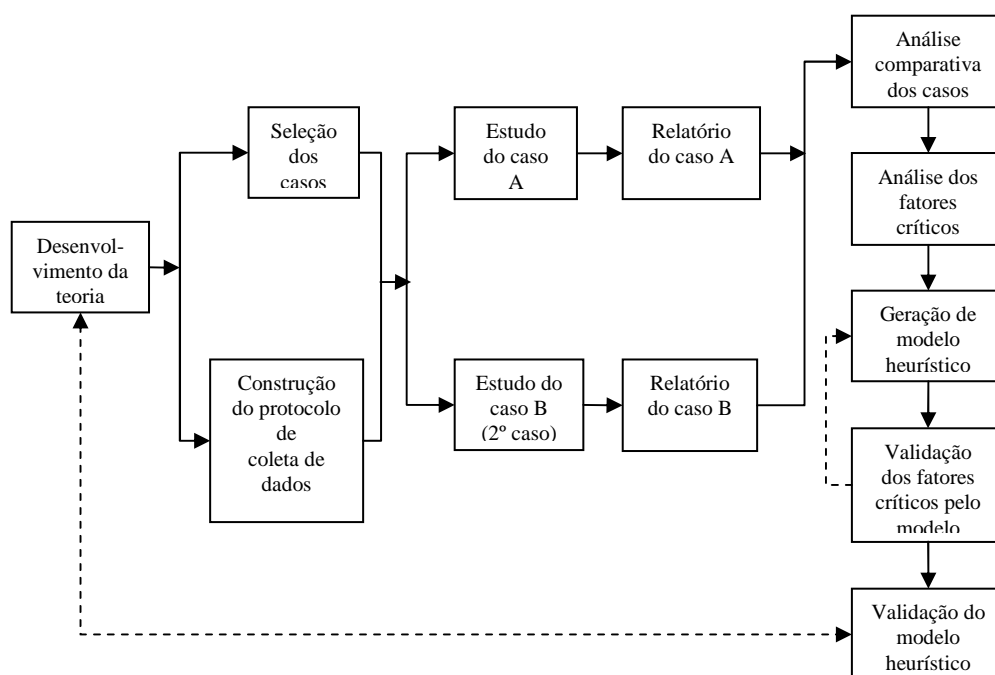 Desenvol-
vimento da
teoria
Seleção
dos
casos
Construção
do protocolo
de
coleta de
dados
Estudo
do caso
A
Relatório
do caso A
Estudo do
caso B
(2º caso)
Relatório
do caso B
Análise
comparativa
dos casos
Análise dos
fatores
críticos
Geração de
modelo
heurístico
Validação
dos fatores
críticos pelo
modelo
Validação do
modelo
heurístico